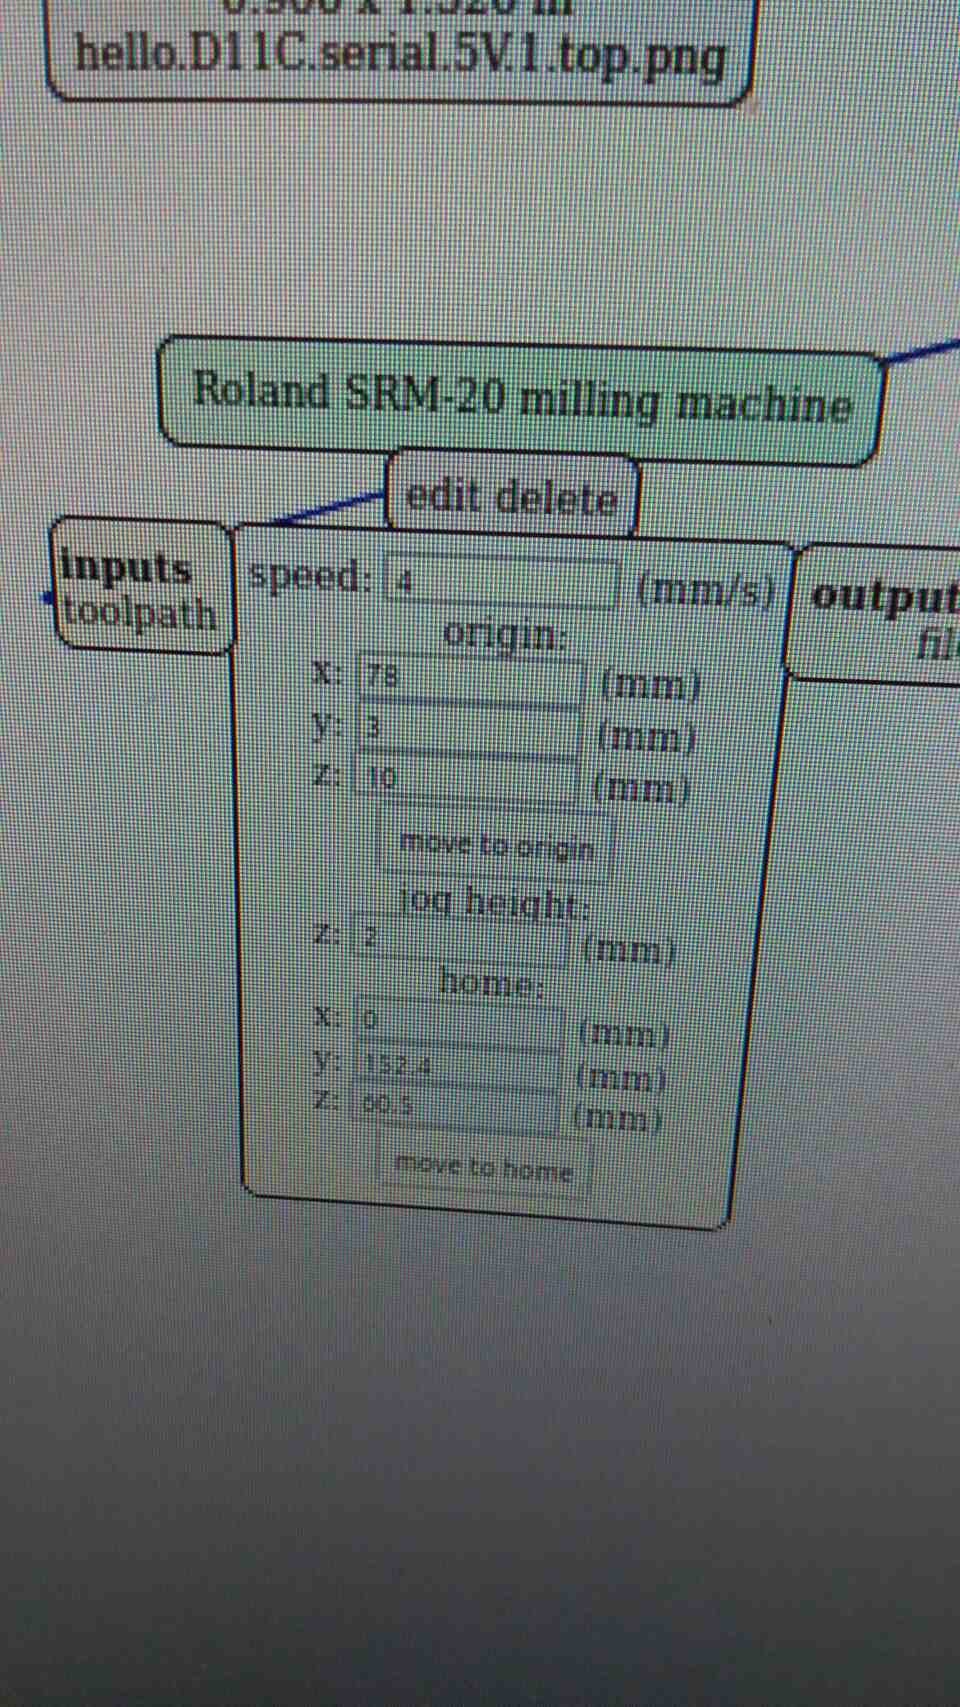 hello.D11C.serial.5V.1.top.png
Roland SRM-20 milling machine
edit delete
inputs
toolpath
speed: 4 (mm/s)
output
origin:
x: 78 (mm)
y: 3 (mm)
z: 10 (mm)
move to origin
jog height:
z: 2 (mm)
home:
x: 0 (mm)
y: 152.4 (mm)
z: 60.5 (mm)
move to home